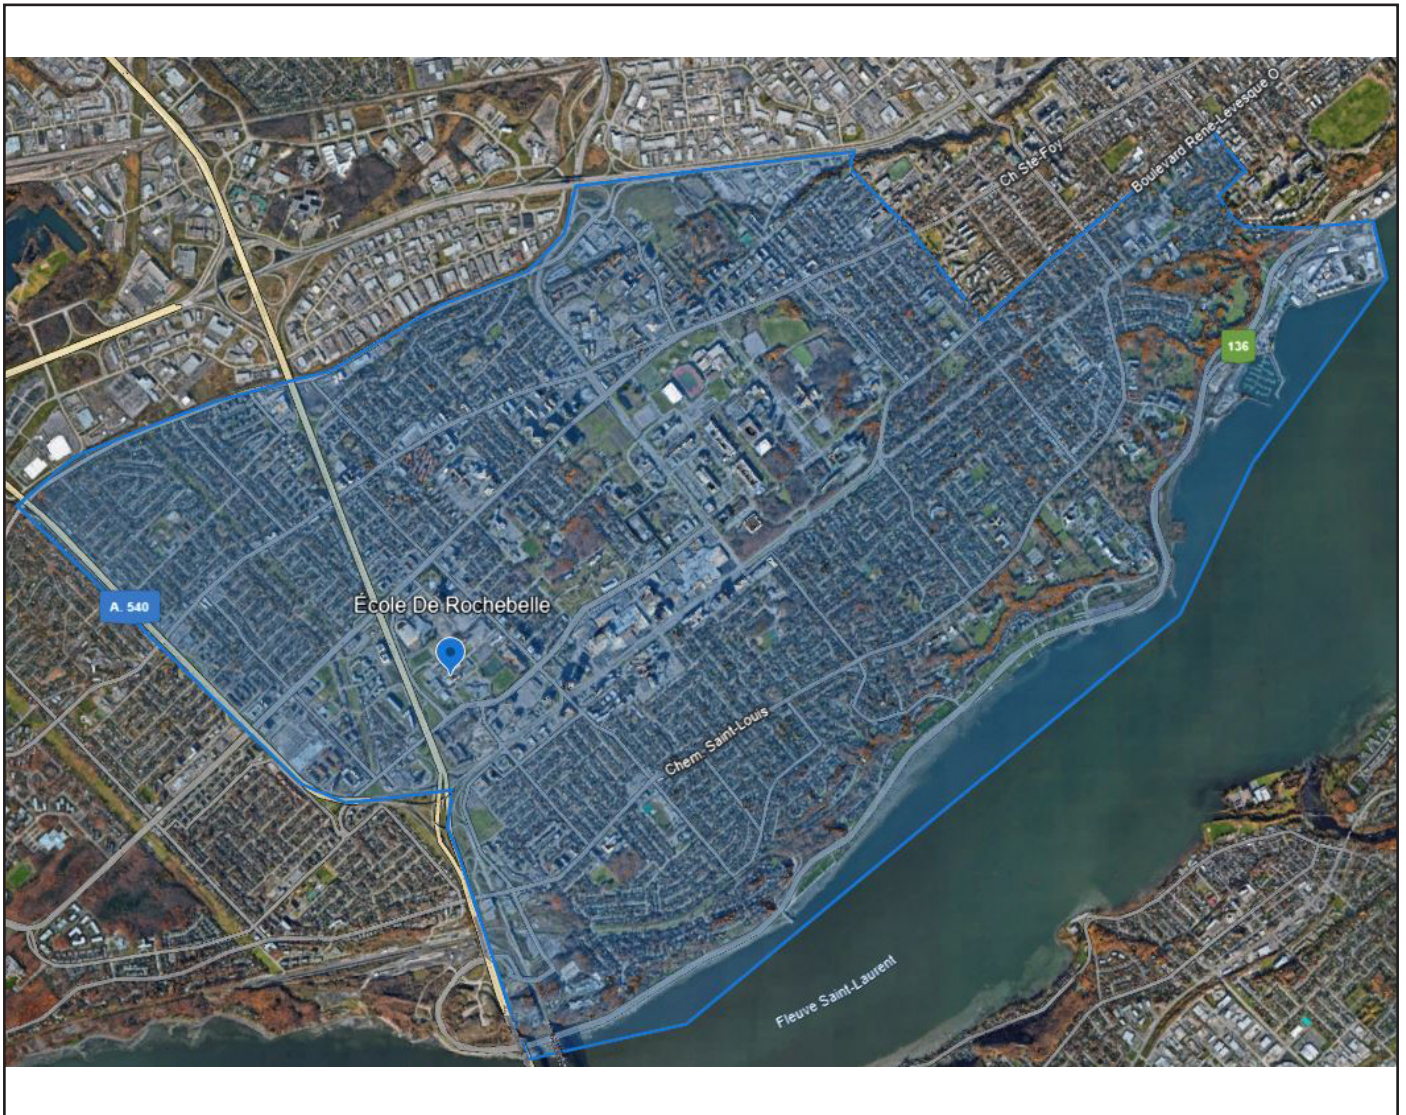 Ch Ste-Foy
Boulevard René-Lévesque O
136
A. 540
École De Rochebelle
Chem. Saint-Louis
Fleuve Saint-Laurent